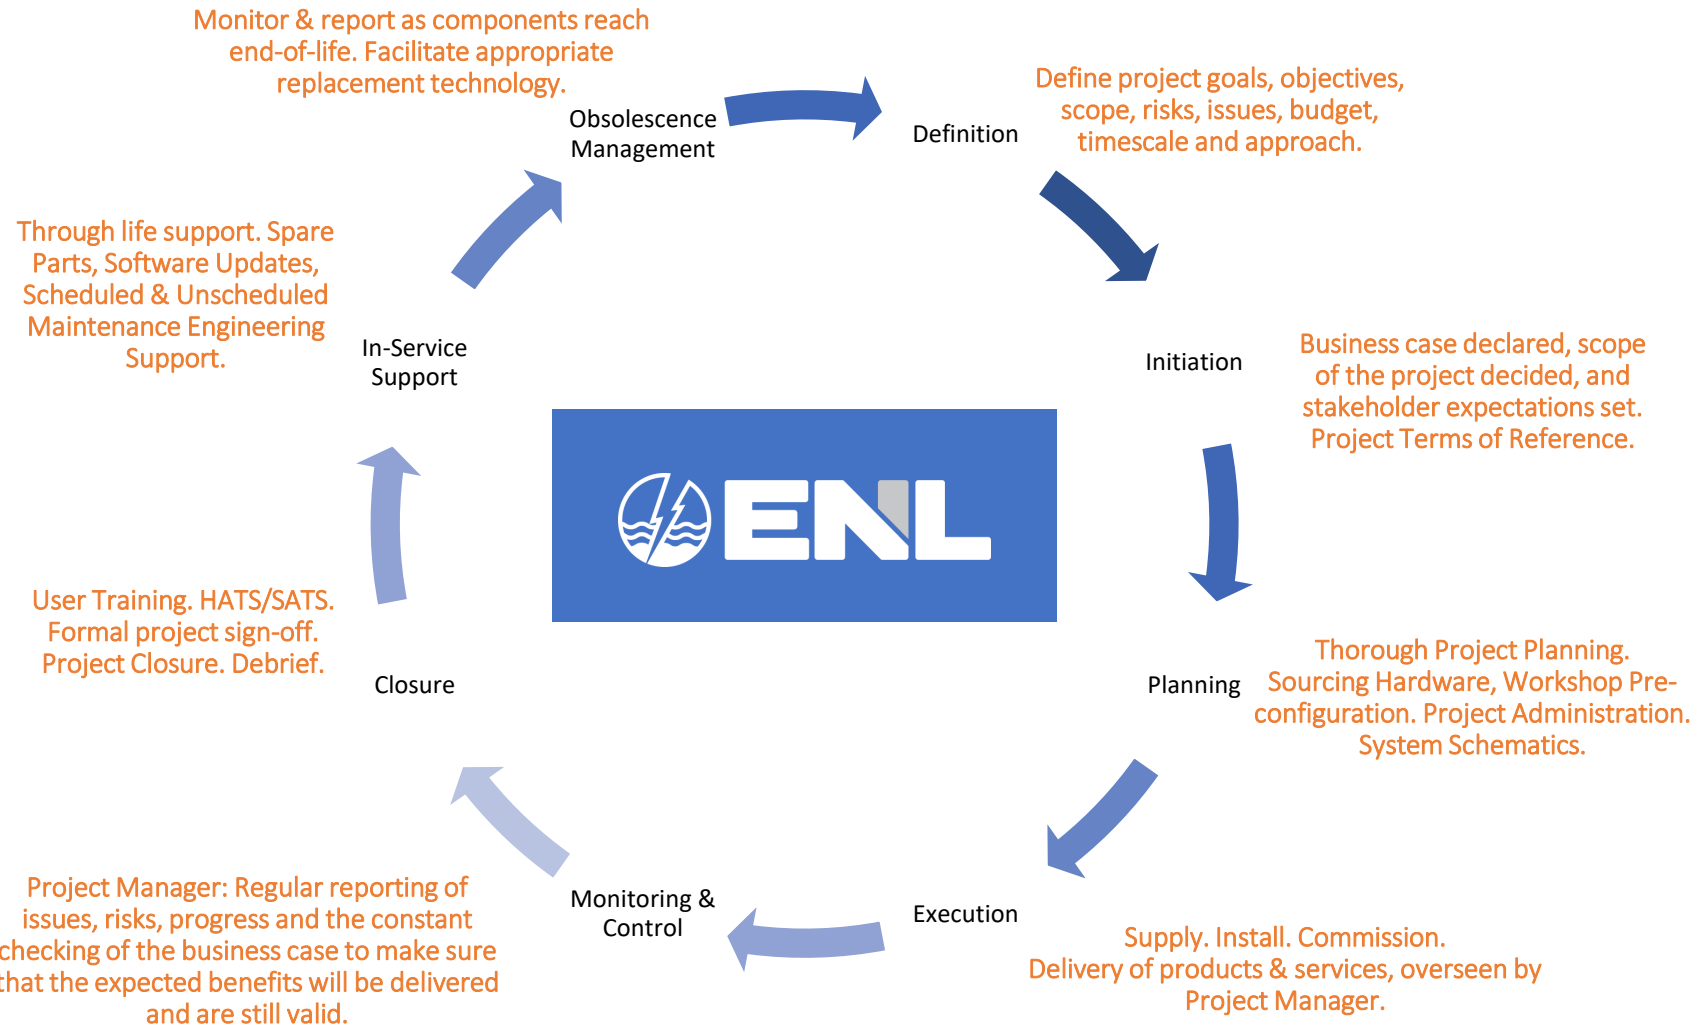 Monitor & report as components reach
end-of-life. Facilitate appropriate
replacement technology.
Obsolescence
Management
Definition
Define project goals, objectives,
scope, risks, issues, budget,
timescale and approach.
Through life support. Spare
Parts, Software Updates,
Scheduled & Unscheduled
Maintenance Engineering
Support.
In-Service
Support
Initiation
Business case declared, scope
of the project decided, and
stakeholder expectations set.
Project Terms of Reference.
ENL
User Training. HATS/SATS.
Formal project sign-off.
Project Closure. Debrief.
Closure
Planning
Thorough Project Planning.
Sourcing Hardware, Workshop Pre-
configuration. Project Administration.
System Schematics.
Project Manager: Regular reporting of
issues, risks, progress and the constant
checking of the business case to make sure
that the expected benefits will be delivered
and are still valid.
Monitoring &
Control
Execution
Supply. Install. Commission.
Delivery of products & services, overseen by
Project Manager.